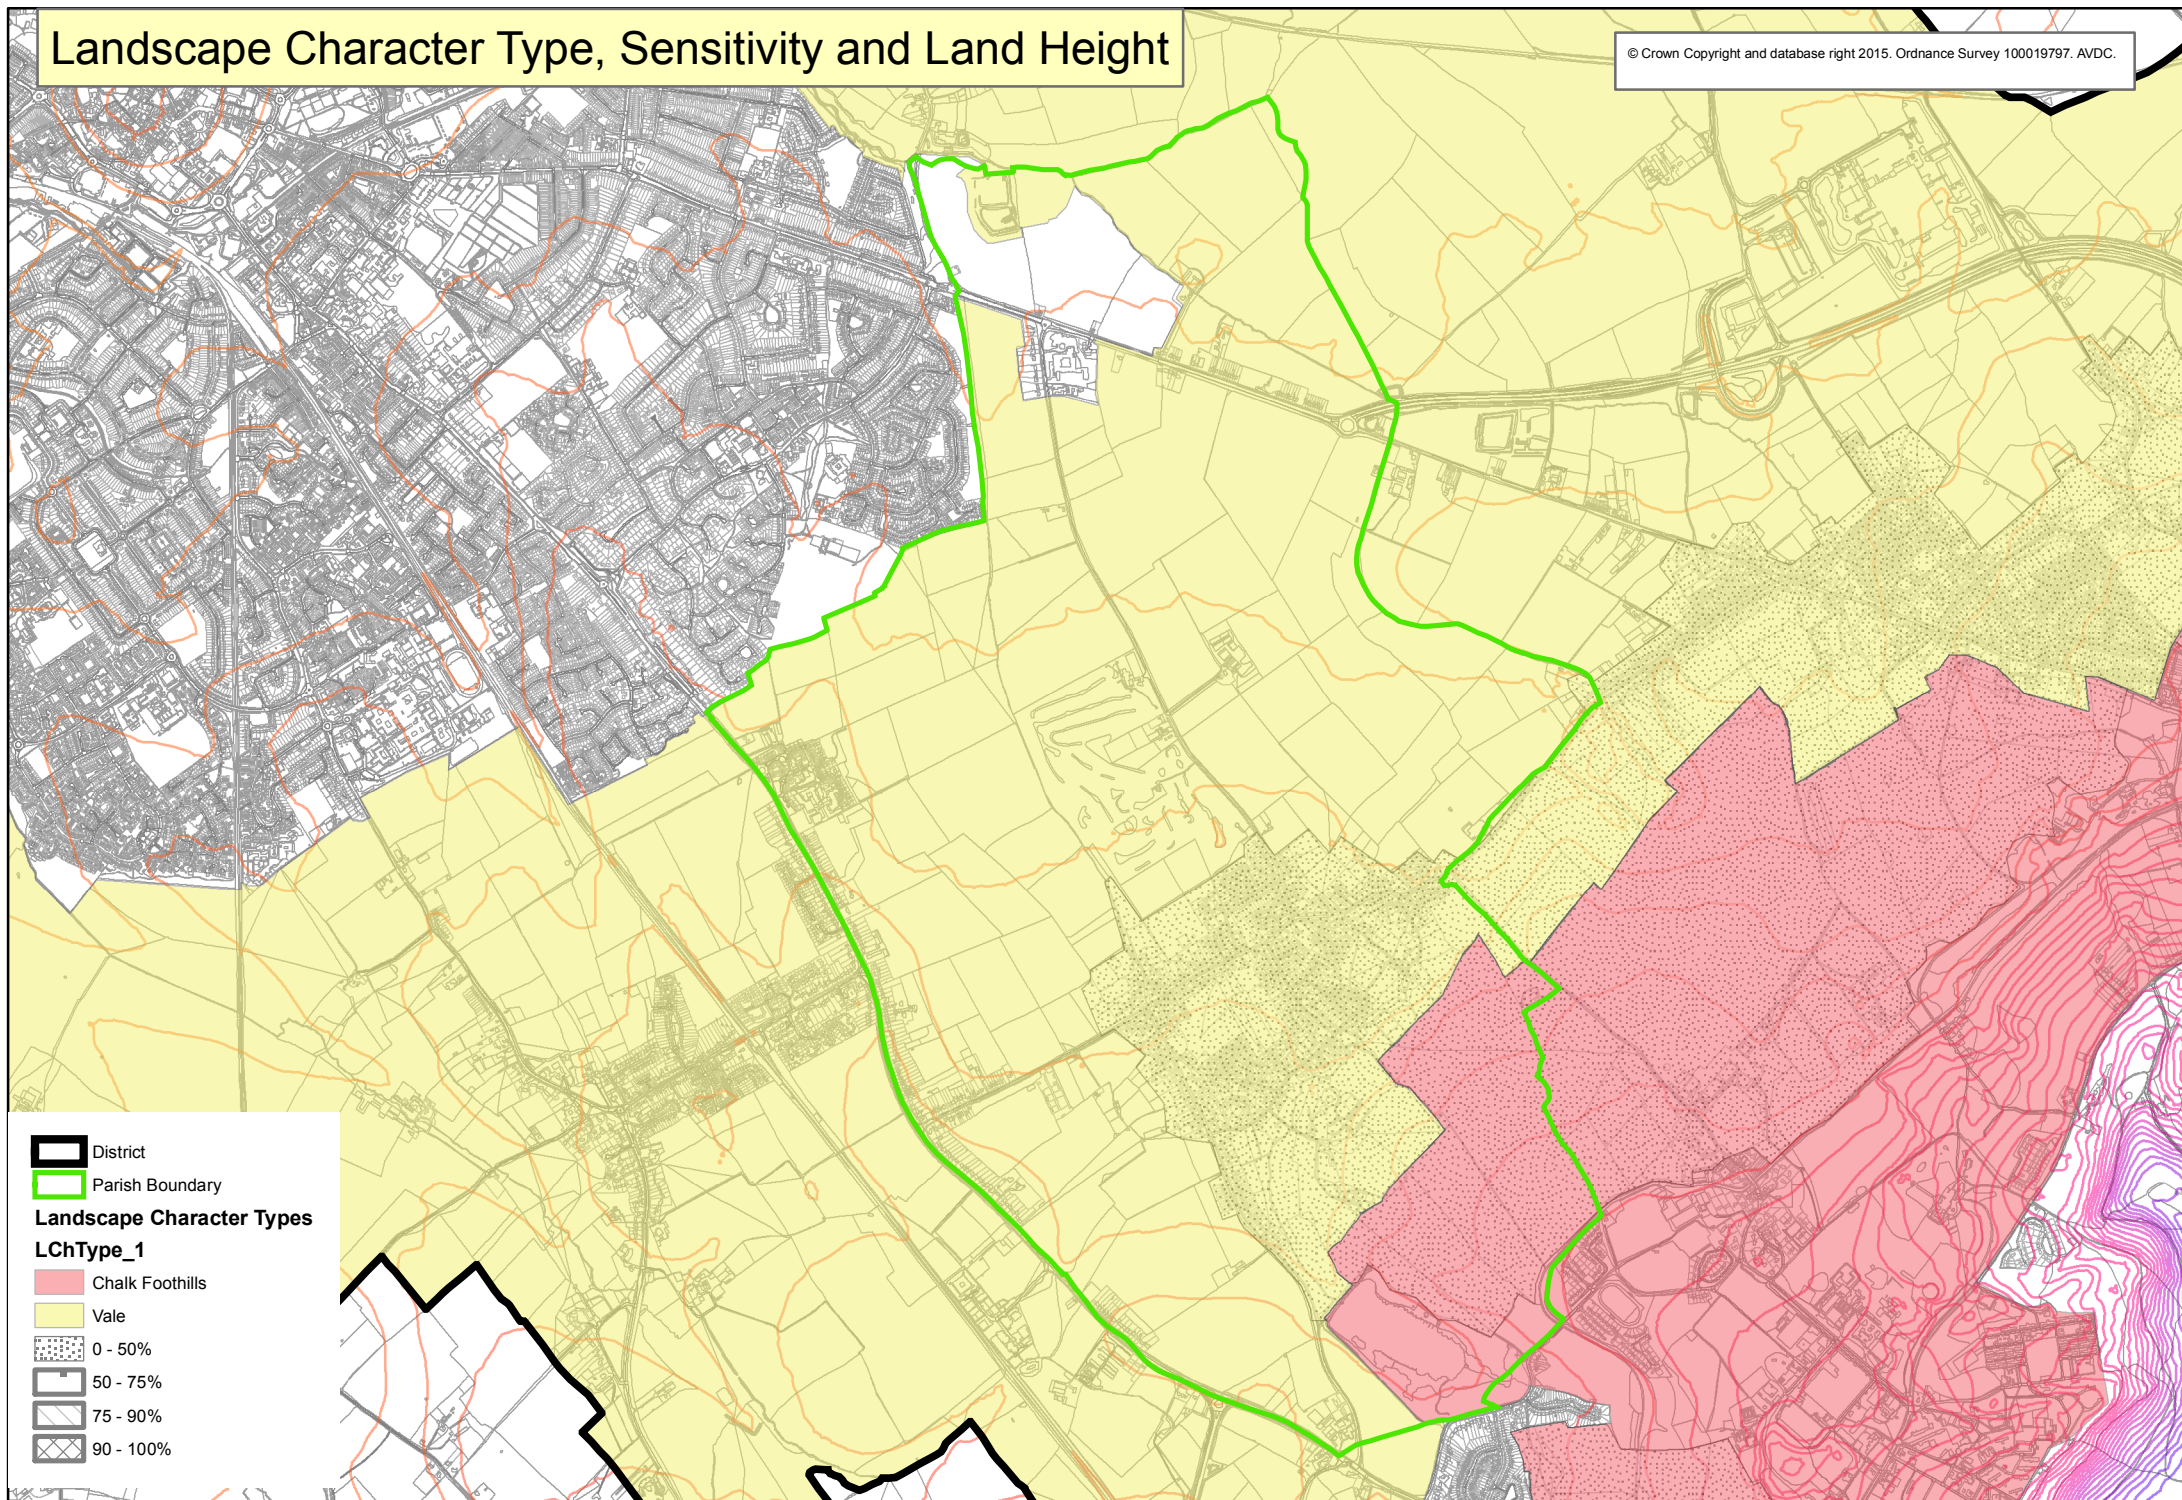 Landscape Character Type, Sensitivity and Land Height
© Crown Copyright and database right 2015. Ordnance Survey 100019797. AVDC.
District
Parish Boundary
Landscape Character Types
LChType_1
Chalk Foothills
Vale
0 - 50%
50 - 75%
75 - 90%
90 - 100%